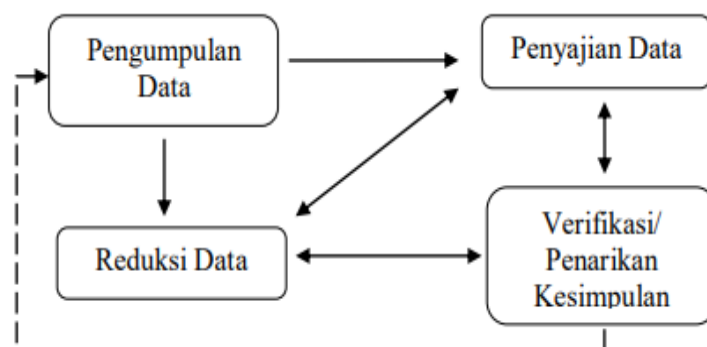 Pengumpulan
Data
Penyajian Data
Reduksi Data
Verifikasi/
Penarikan
Kesimpulan